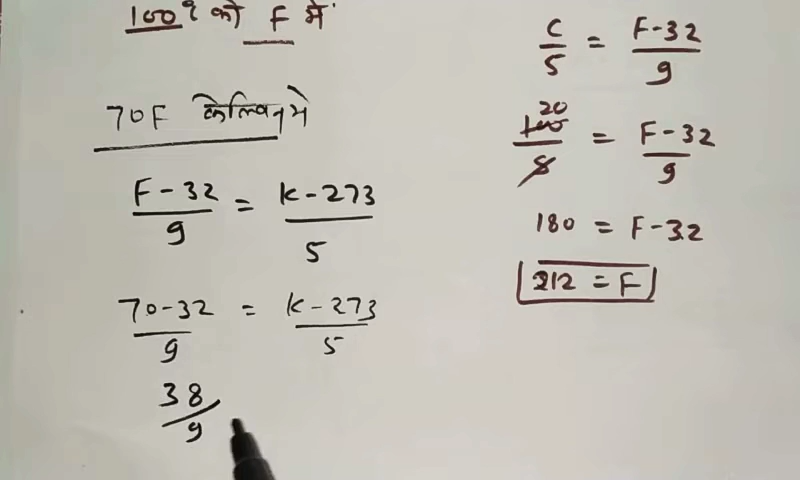 100° को F में
70F केल्विन मे
F-32/9 = K-273/5
70-32/9 = K-273/5
38/9
C/5 = F-32/9
20
100/5 = F-32/9
180 = F-32
212 = F